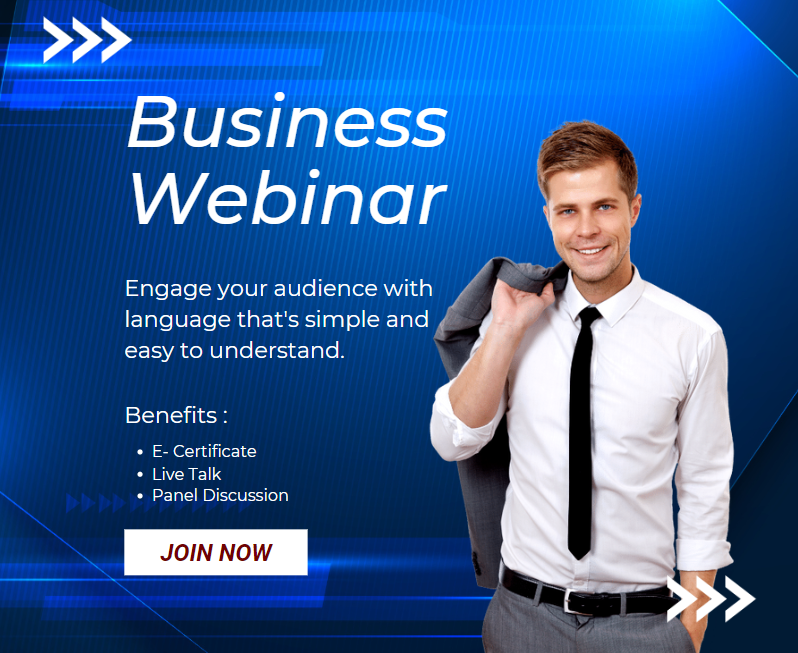 Business
Webinar
Engage your audience with
language that's simple and
easy to understand.
Benefits :
• E- Certificate
• Live Talk
• Panel Discussion
JOIN NOW